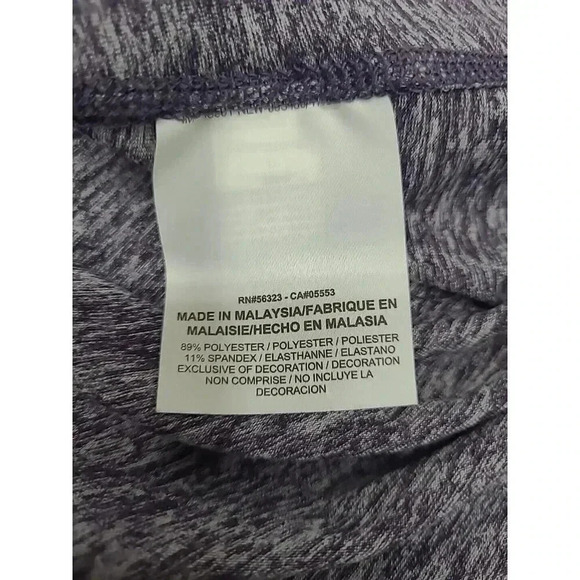 RN#56323 - CA#05553
MADE IN MALAYSIA/FABRIQUE EN
MALAISIE/HECHO EN MALASIA
89% POLYESTER / POLYESTER / POLIESTER
11% SPANDEX / ELASTHANNE / ELASTANO
EXCLUSIVE OF DECORATION / DECORATION
NON COMPRISE / NO INCLUYE LA
DECORACION